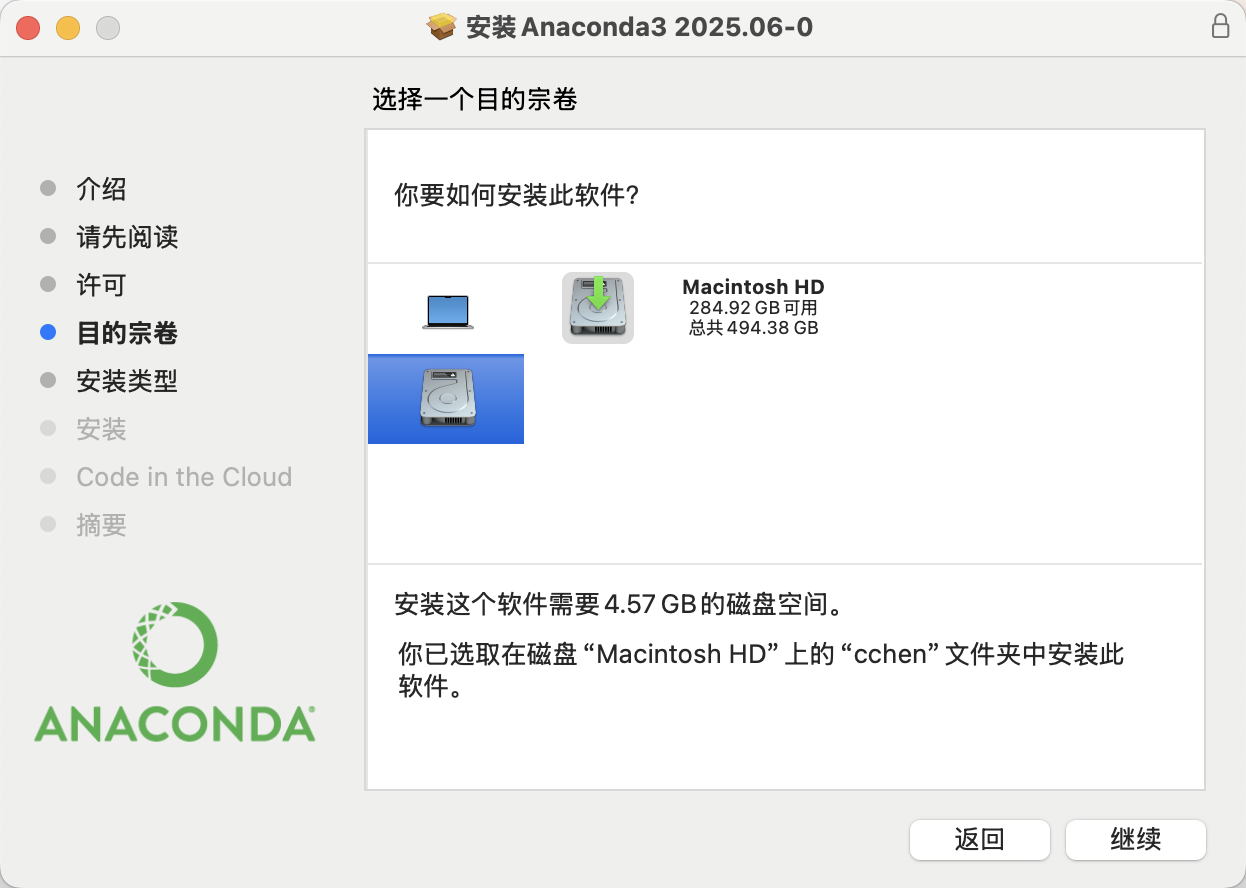 安装 Anaconda3 2025.06-0
选择一个目的宗卷
介绍
请先阅读
许可
目的宗卷
安装类型
安装
Code in the Cloud
摘要
ANACONDA®
你要如何安装此软件?
Macintosh HD
284.92 GB 可用
总共 494.38 GB
安装这个软件需要 4.57 GB 的磁盘空间。
你已选取在磁盘 “Macintosh HD” 上的 “cchen” 文件夹中安装此
软件。
返回
继续